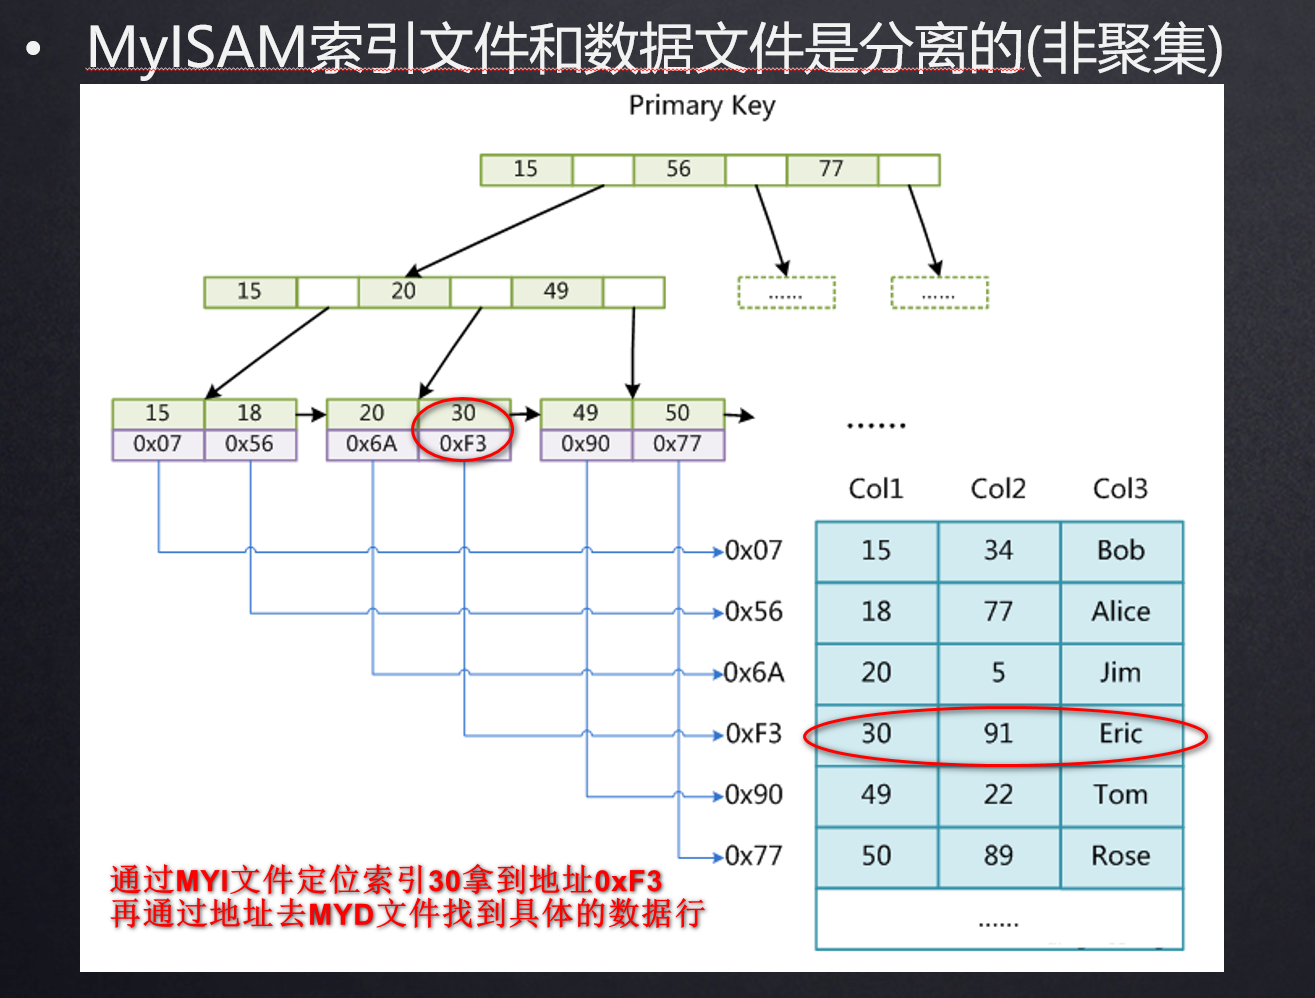 • MyISAM索引文件和数据文件是分离的(非聚集)
Primary Key
15 56 77
15 20 49 ...... ......
15 18 20 30 49 50
0x07 0x56 0x6A 0xF3 0x90 0x77
......
Col1 Col2 Col3
0x07 15 34 Bob
0x56 18 77 Alice
0x6A 20 5 Jim
0xF3 30 91 Eric
0x90 49 22 Tom
0x77 50 89 Rose
......
通过MYI文件定位索引30拿到地址0xF3
再通过地址去MYD文件找到具体的数据行